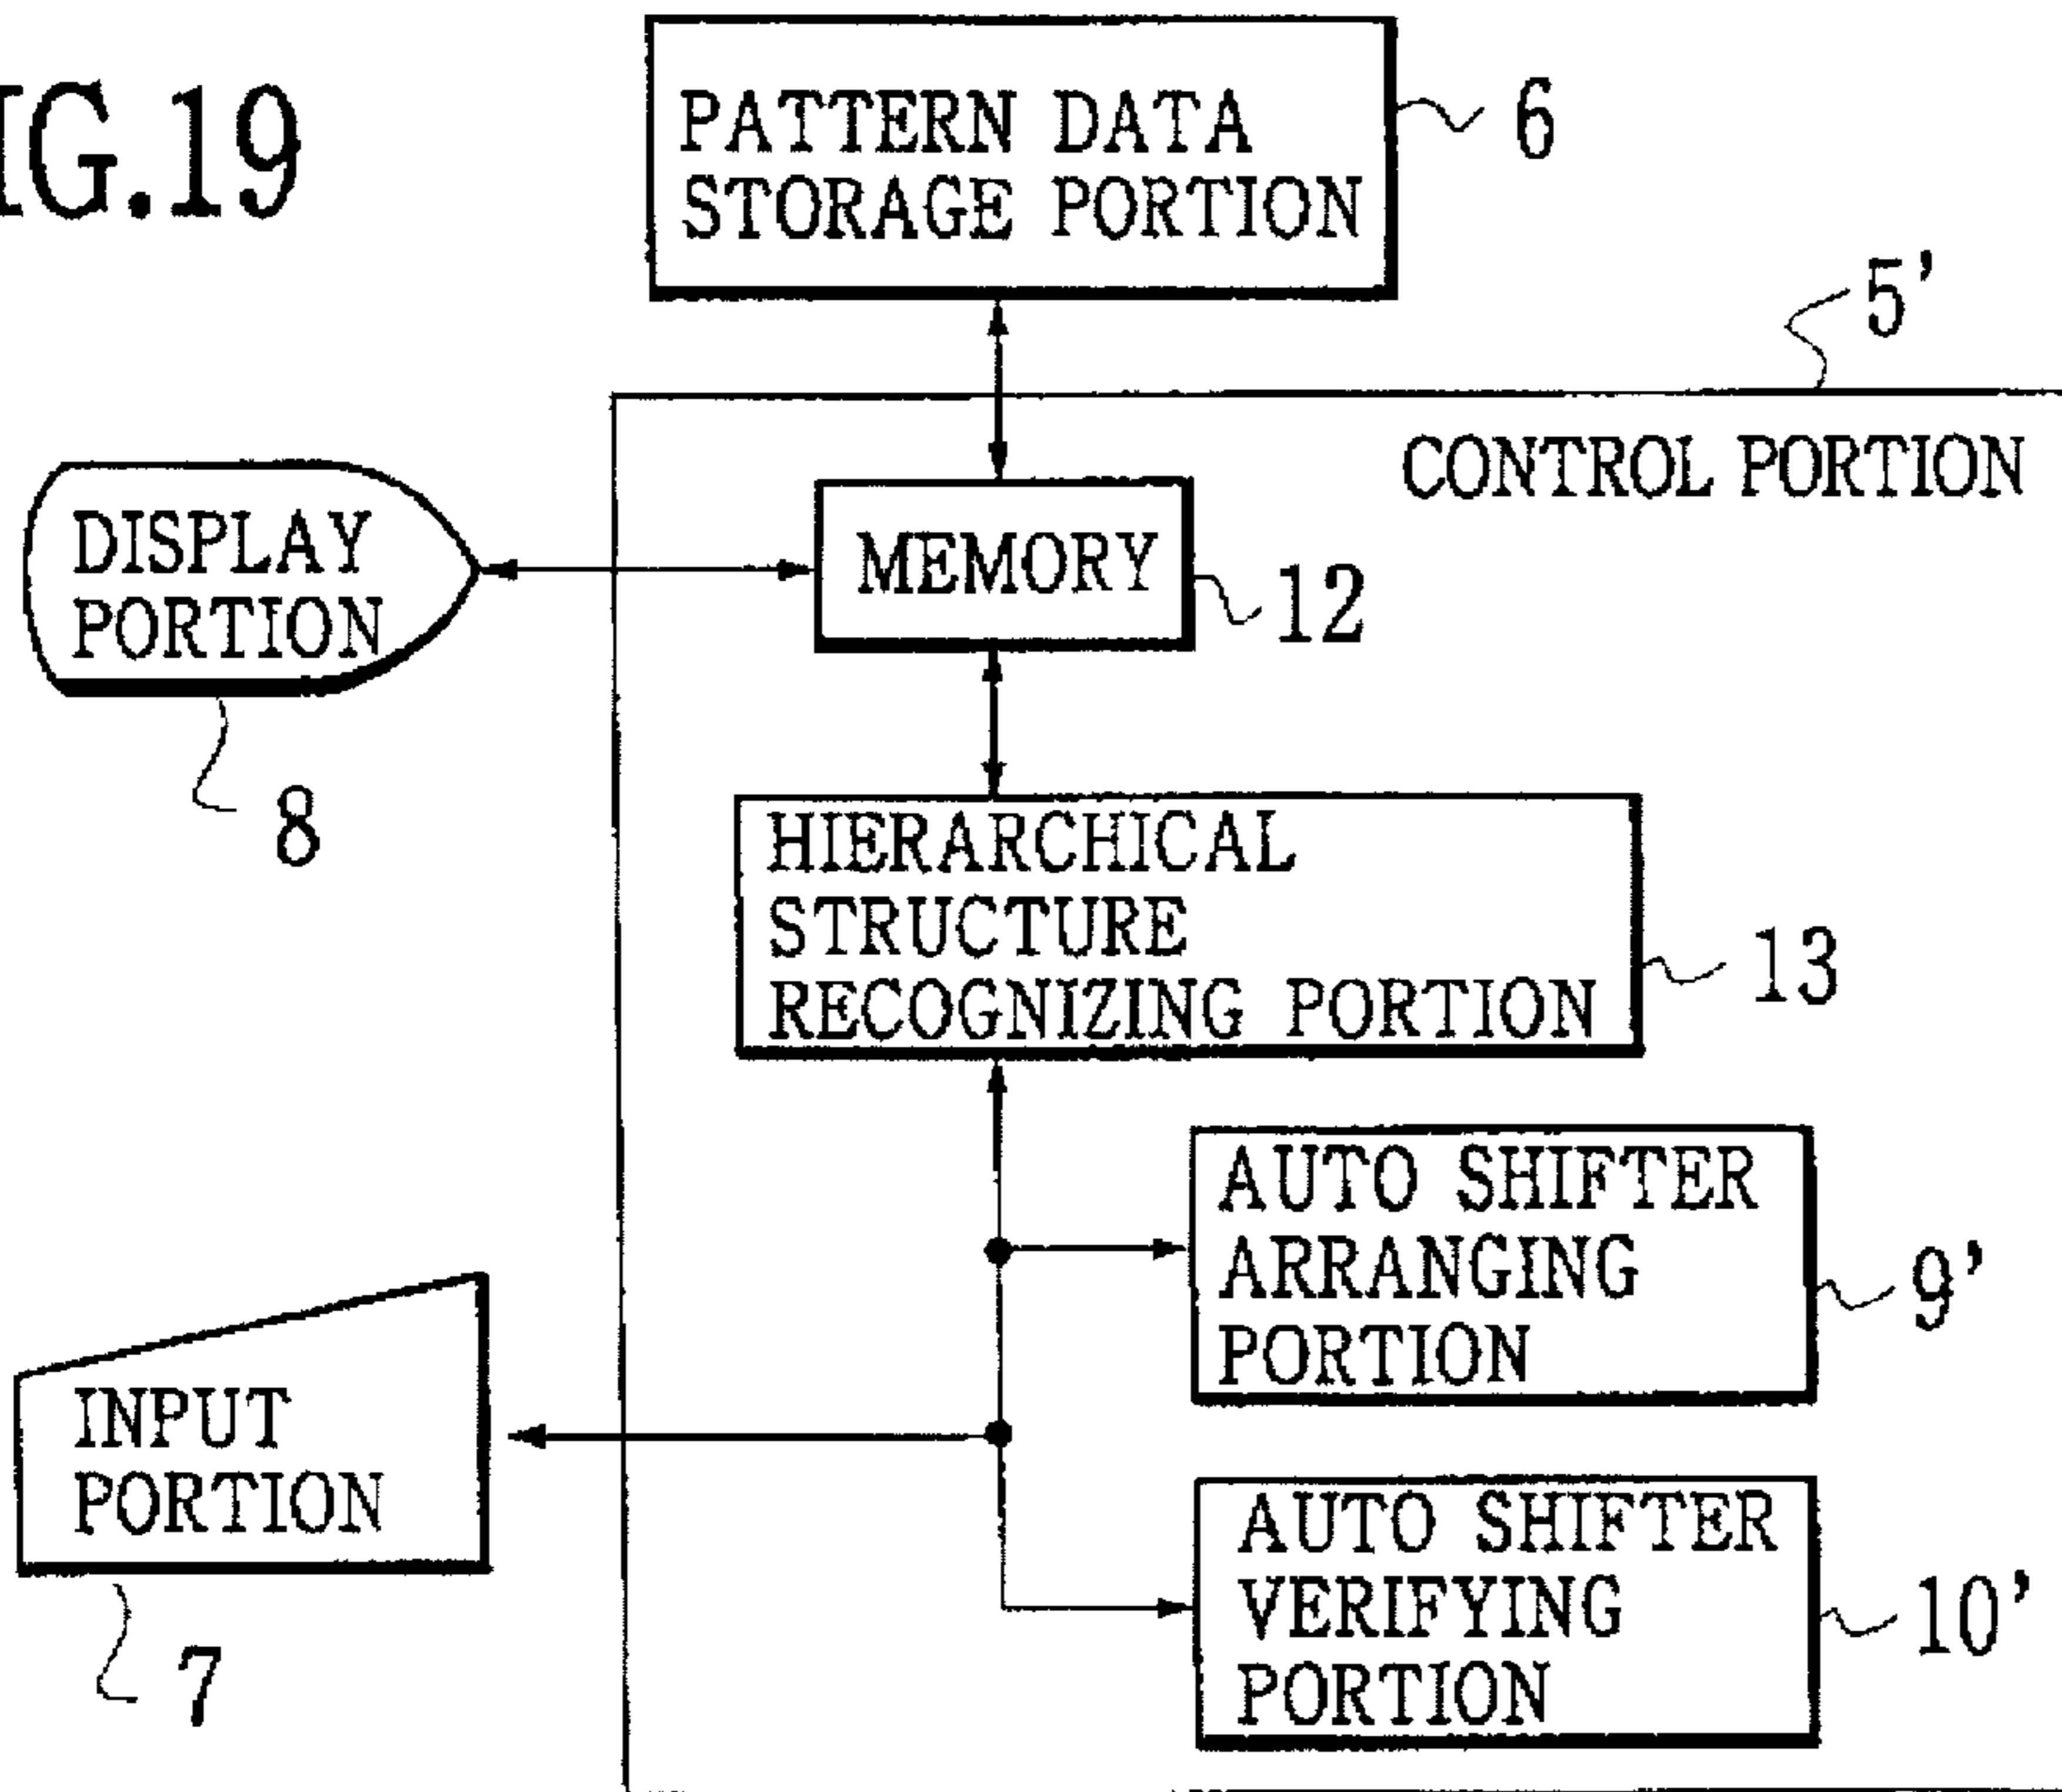 IG.19
PATTERN DATA
STORAGE PORTION
6
5'
CONTROL PORTION
DISPLAY
PORTION
8
MEMORY
12
HIERARCHICAL
STRUCTURE
RECOGNIZING PORTION
13
AUTO SHIFTER
ARRANGING
PORTION
9'
INPUT
PORTION
7
AUTO SHIFTER
VERIFYING
PORTION
10'